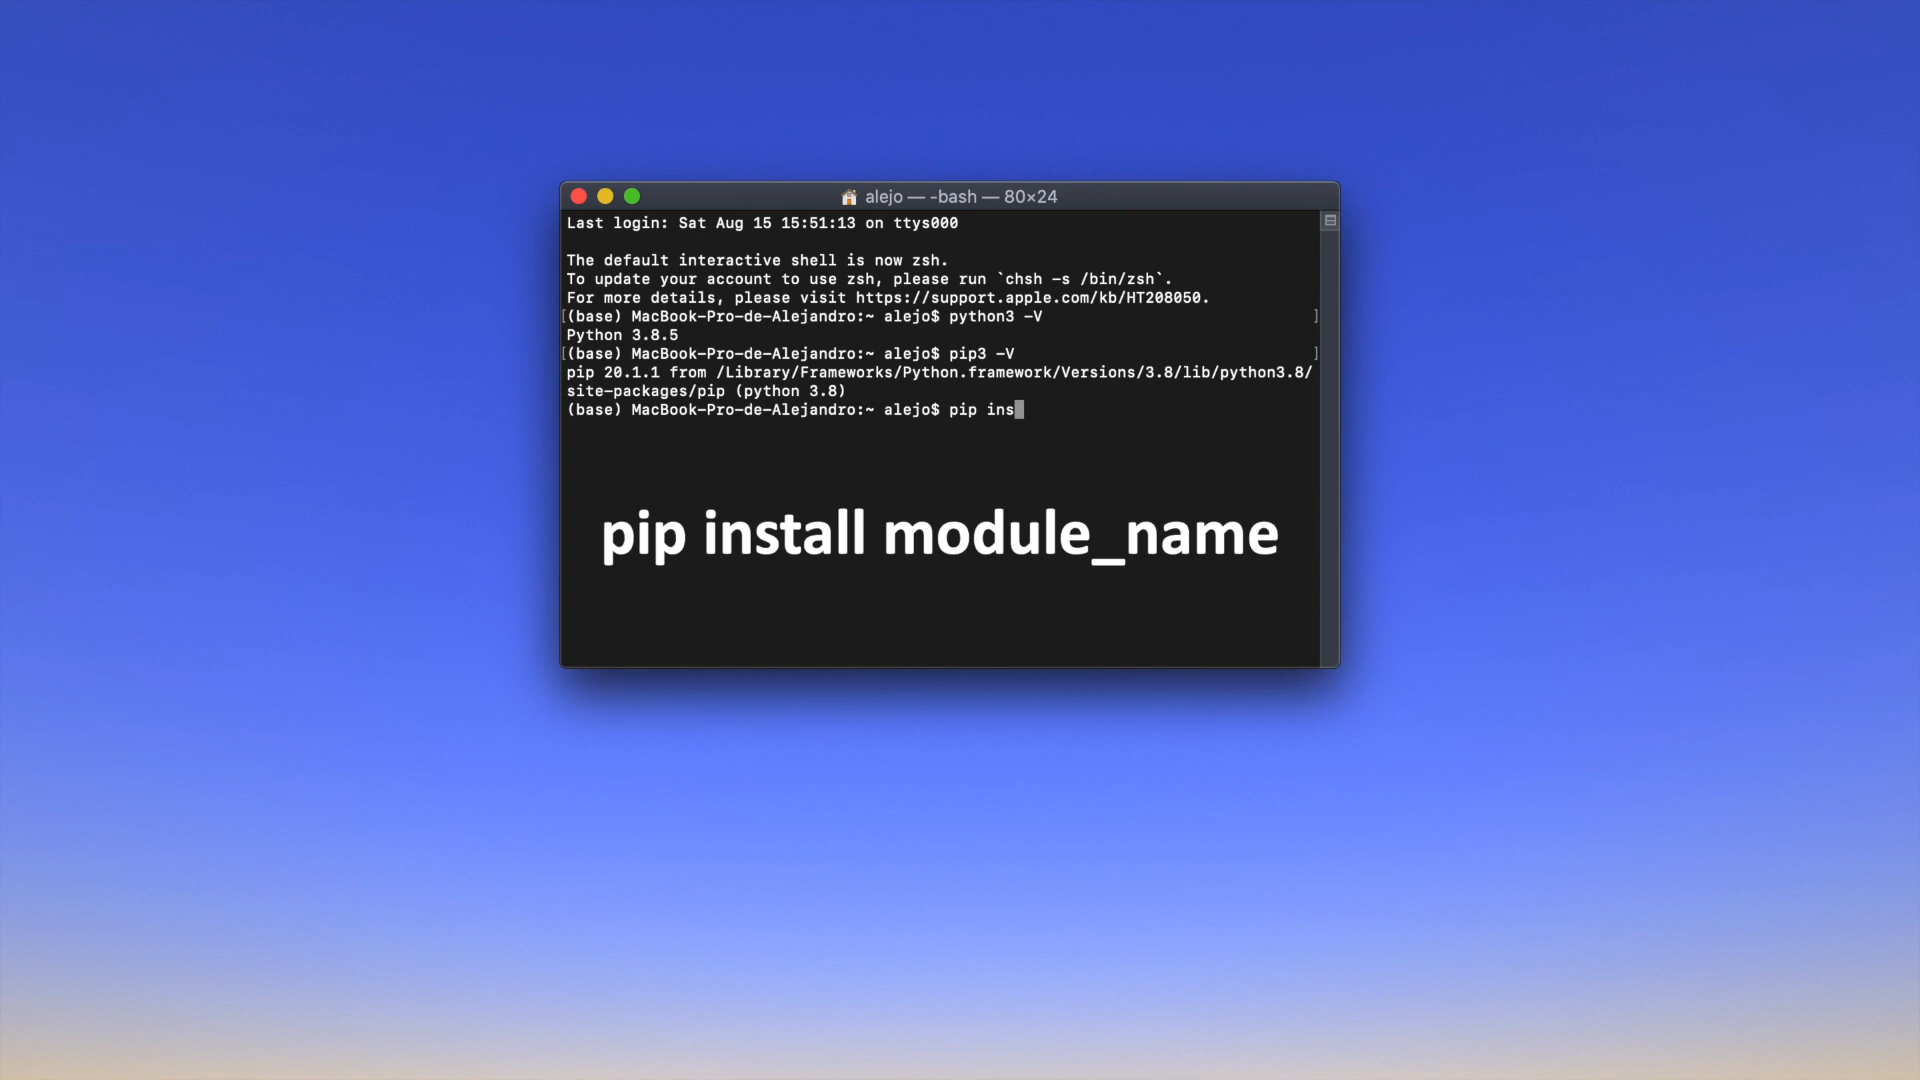 alejo — -bash — 80×24
Last login: Sat Aug 15 15:51:13 on ttys000
The default interactive shell is now zsh.
To update your account to use zsh, please run `chsh -s /bin/zsh`.
For more details, please visit https://support.apple.com/kb/HT208050.
[(base) MacBook-Pro-de-Alejandro:~ alejo$ python3 -V ]
Python 3.8.5
[(base) MacBook-Pro-de-Alejandro:~ alejo$ pip3 -V ]
pip 20.1.1 from /Library/Frameworks/Python.framework/Versions/3.8/lib/python3.8/
site-packages/pip (python 3.8)
(base) MacBook-Pro-de-Alejandro:~ alejo$ pip ins
pip install module_name